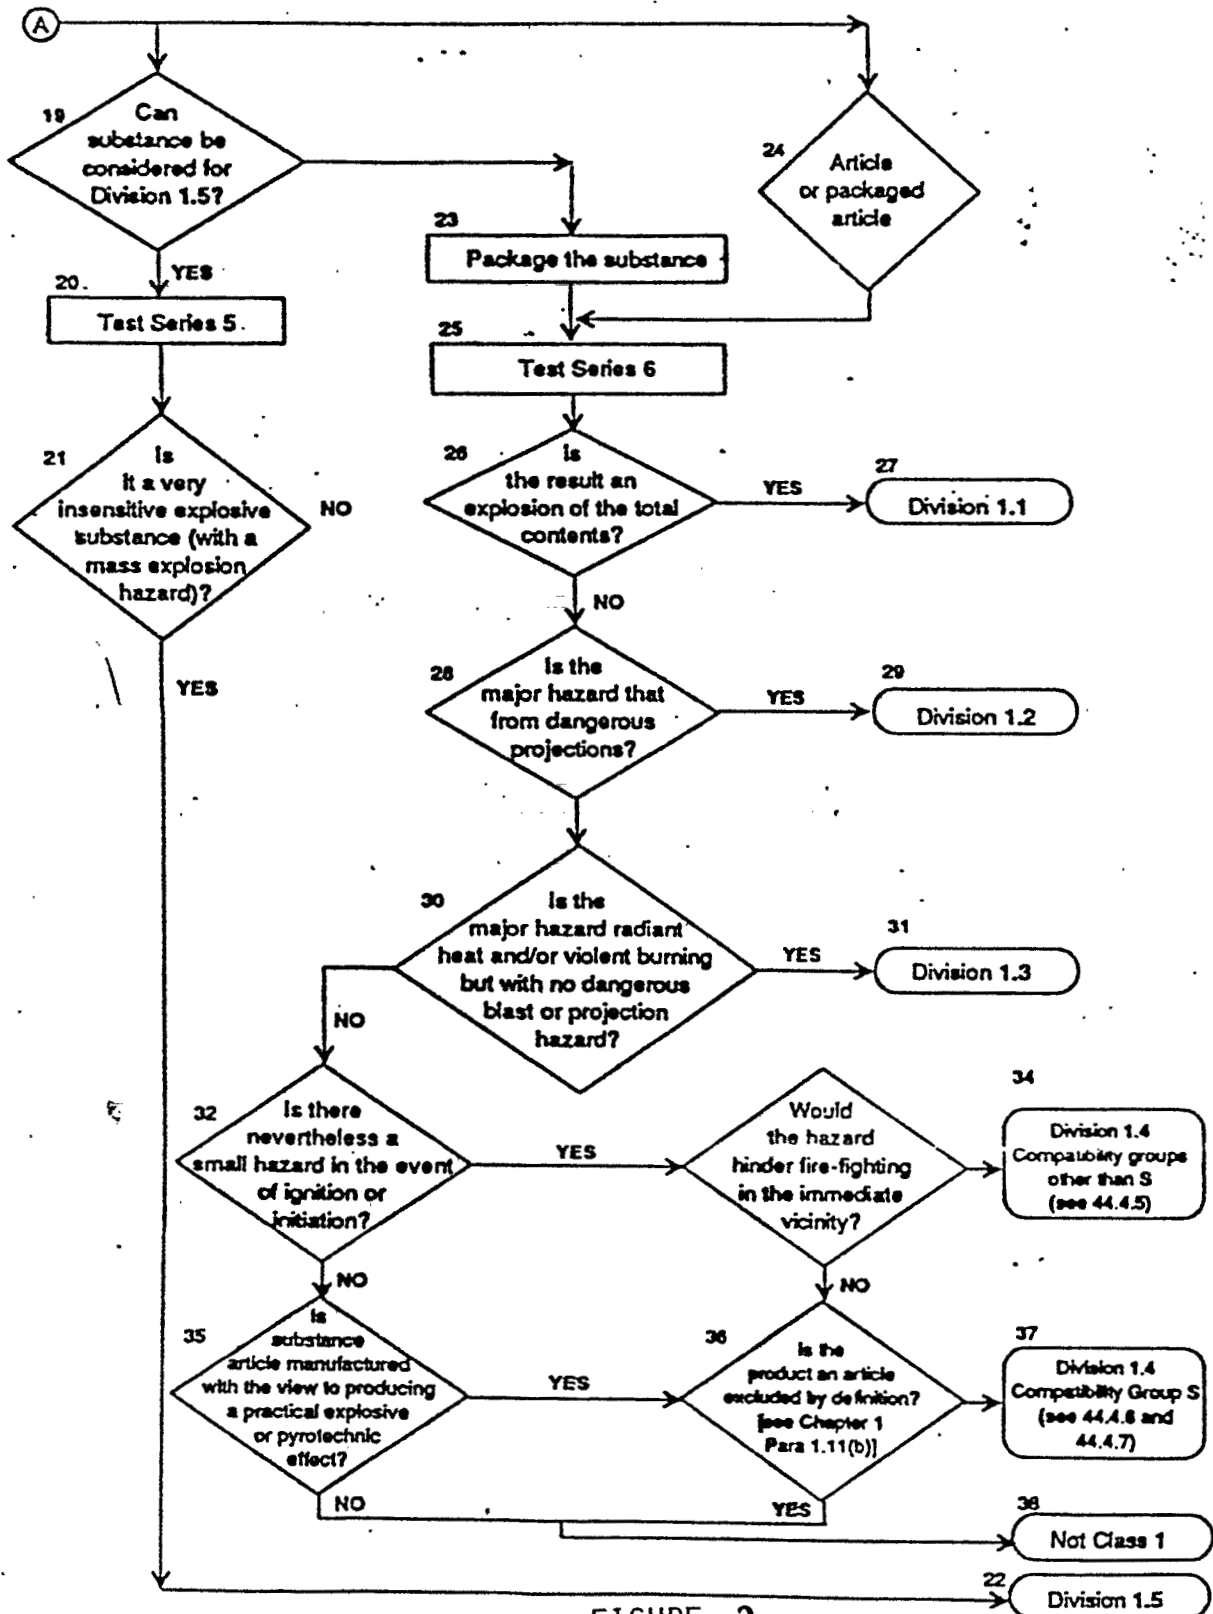 A
19
Can
substance be
considered for
Division 1.5?
24
Article
or packaged
article
23
Package the substance
YES
20.
Test Series 5.
25
Test Series 6
21
Is
it a very
insensitive explosive
substance (with a
mass explosion
hazard)?
NO
YES
26
Is
the result an
explosion of the total
contents?
YES
27
Division 1.1
NO
28
Is the
major hazard that
from dangerous
projections?
YES
29
Division 1.2
30
Is the
major hazard radiant
heat and/or violent burning
but with no dangerous
blast or projection
hazard?
YES
31
Division 1.3
NO
32
Is there
nevertheless a
small hazard in the event
of ignition or
initiation?
YES
Would
the hazard
hinder fire-fighting
in the immediate
vicinity?
34
Division 1.4
Compatibility groups
other than S
(see 44.4.5)
NO
NO
35
Is
substance
article manufactured
with the view to producing
a practical explosive
or pyrotechnic
effect?
YES
36
Is the
product an article
excluded by definition?
[see Chapter 1
Para 1.11(b)]
37
Division 1.4
Compatibility Group S
(see 44.4.6 and
44.4.7)
NO
YES
38
Not Class 1
22
Division 1.5
FIGURE 2